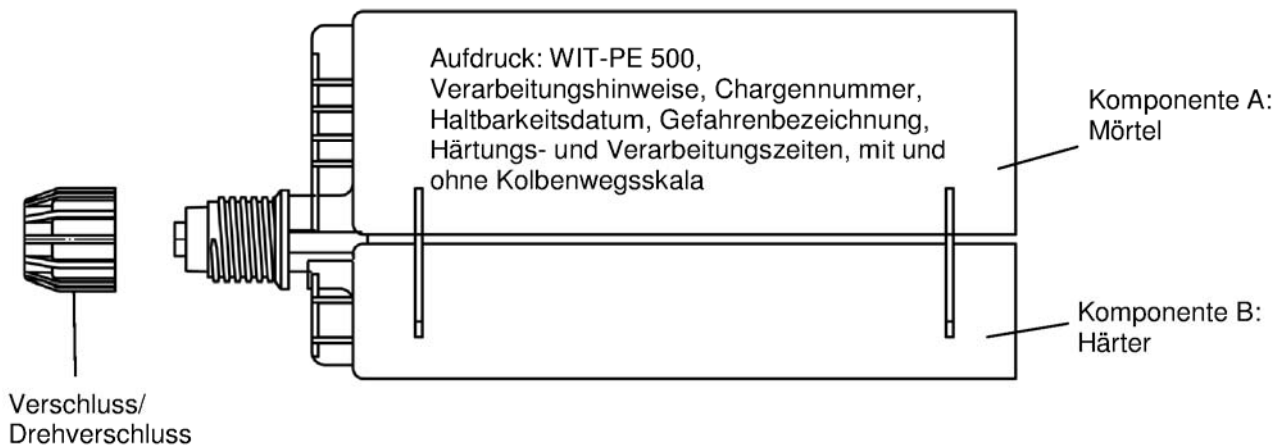 Aufdruck: WIT-PE 500,
Verarbeitungshinweise, Chargennummer,
Haltbarkeitsdatum, Gefahrenbezeichnung,
Härtungs- und Verarbeitungszeiten, mit und
ohne Kolbenwegsskala
Komponente A:
Mörtel
Komponente B:
Härter
Verschluss/
Drehverschluss